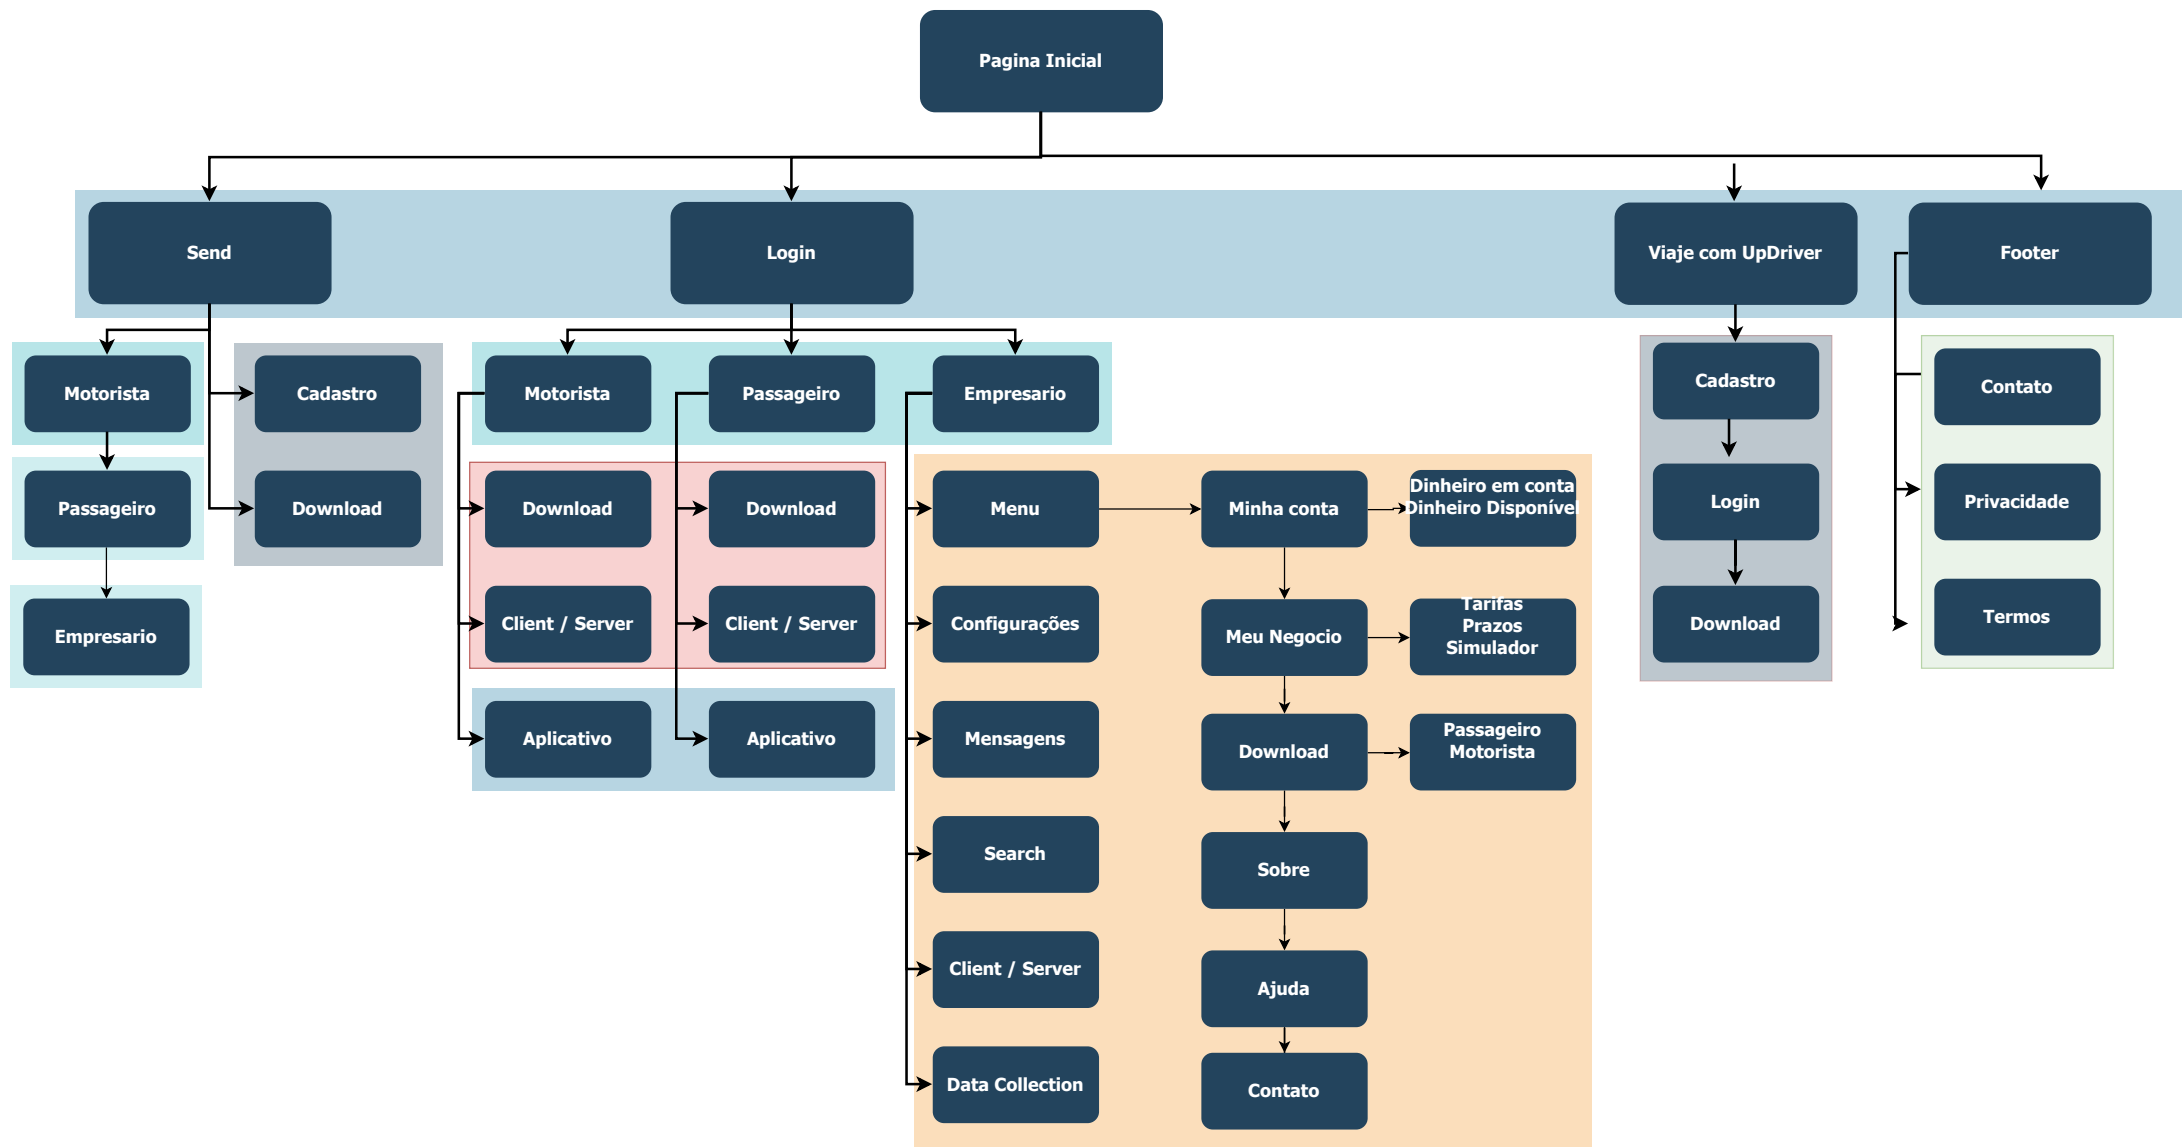 Pagina Inicial
Send
Login
Viaje com UpDriver
Footer
Motorista
Cadastro
Motorista
Passageiro
Empresario
Cadastro
Contato
Passageiro
Download
Download
Download
Menu
Minha conta
Dinheiro em conta
Dinheiro Disponível
Login
Privacidade
Empresario
Client / Server
Client / Server
Configurações
Meu Negocio
Tarifas
Prazos
Simulador
Download
Termos
Aplicativo
Aplicativo
Mensagens
Download
Passageiro
Motorista
Search
Sobre
Client / Server
Ajuda
Data Collection
Contato